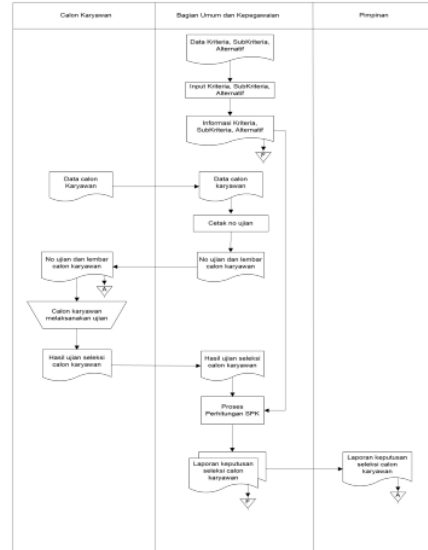 Calon Karyawan
Bagian Umum dan Kepegawaian
Pimpinan
Data Kriteria, SubKriteria,
Alternatif
Input Kriteria, SubKriteria,
Alternatif
Informasi Kriteria,
SubKriteria, Alternatif
Data calon
Karyawan
Data calon
karyawan
Cetak no ujian
No ujian dan lembar
calon karyawan
No ujian dan lembar
calon karyawan
A
Calon karyawan
melaksanakan ujian
Hasil ujian seleksi
calon karyawan
Hasil ujian seleksi
calon karyawan
Proses
Perhitungan SPK
Laporan keputusan
seleksi calon
karyawan
Laporan keputusan
seleksi calon
karyawan
A